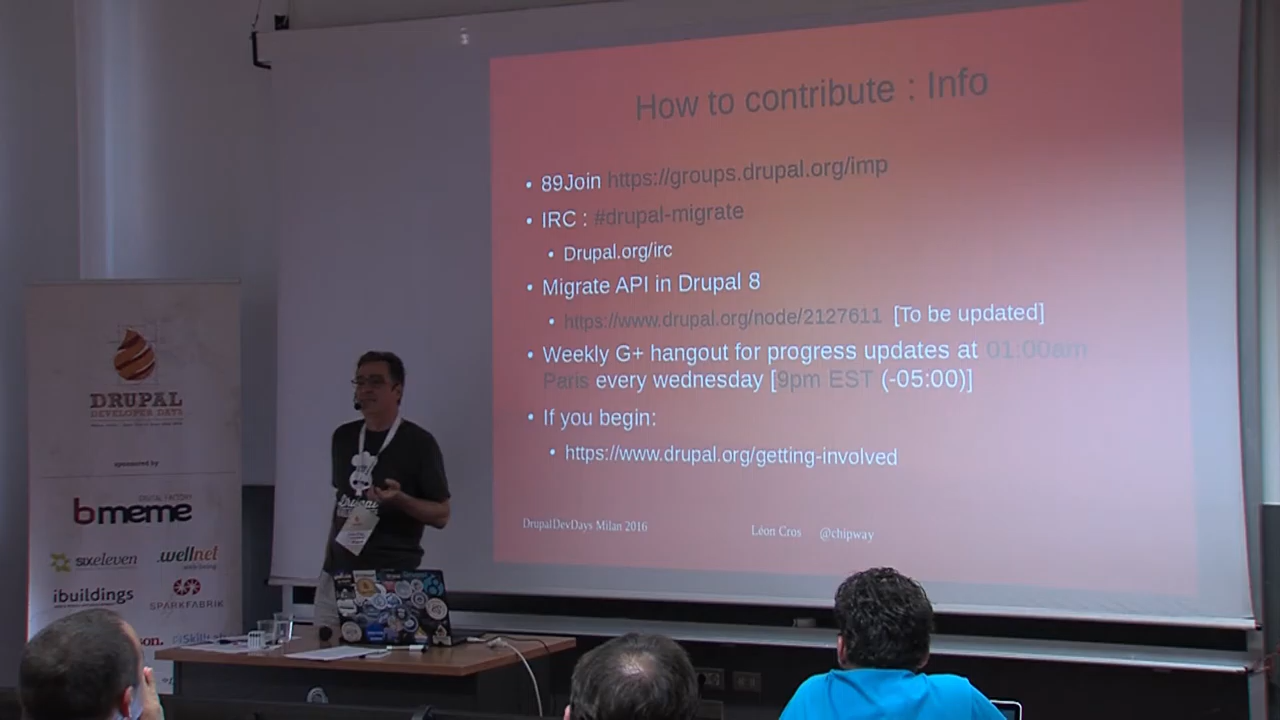 How to contribute : Info
• 89Join https://groups.drupal.org/imp
• IRC : #drupal-migrate
• Drupal.org/irc
• Migrate API in Drupal 8
• https://www.drupal.org/node/2127611 [To be updated]
• Weekly G+ hangout for progress updates at 01:00am
Paris every wednesday [9pm EST (-05:00)]
• If you begin:
• https://www.drupal.org/getting-involved
DrupalDevDays Milan 2016 Léon Cros @chipway
DRUPAL
DEVELOPER DAYS
sponsored by
DIGITAL FACTORY
bmeme
sixeleven .wellnet
ibuildings SPARKFABRIK